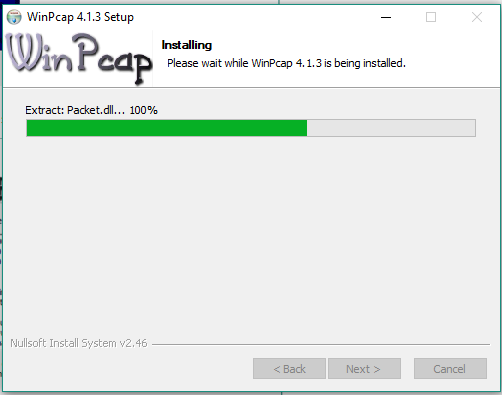 WinPcap 4.1.3 Setup
WinPcap
Installing
Please wait while WinPcap 4.1.3 is being installed.
Extract: Packet.dll... 100%
Nullsoft Install System v2.46
< Back
Next >
Cancel